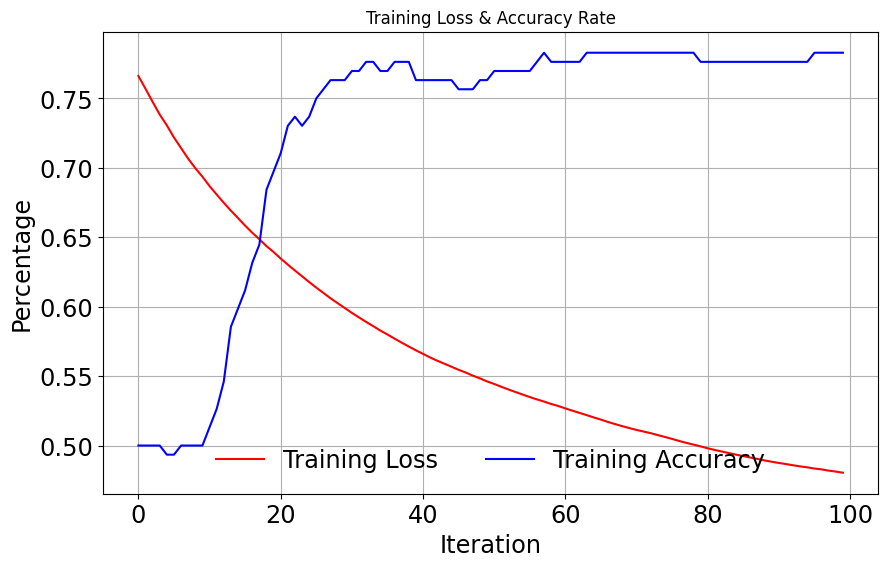 Training Loss & Accuracy Rate
0.75
0.70
0.65
0.60
0.55
0.50
Percentage
Training Loss
Training Accuracy
0 20 40 60 80 100
Iteration